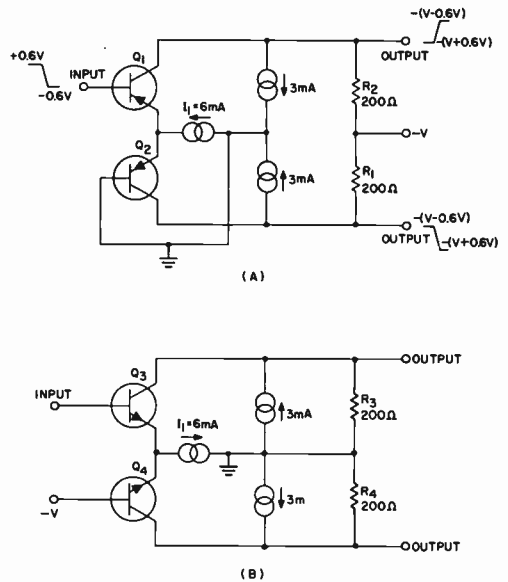 +0.6V
-0.6V
INPUT
Q1
Q2
I1=6mA
3mA
3mA
R2
200Ω
R1
200Ω
-(V-0.6V)
-(V+0.6V)
OUTPUT
-V
-(V-0.6V)
OUTPUT
-(V+0.6V)
(A)
INPUT
Q3
Q4
-V
I1=6mA
3mA
3m
R3
200Ω
R4
200Ω
OUTPUT
OUTPUT
(B)